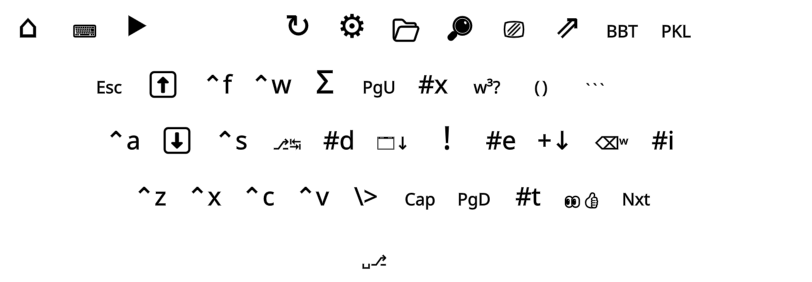 ⌂ ⌨ ▶ ↻ ⚙ 🗁 🔍 ⎚ ⇗ BBT PKL
Esc ⬆ ^f ^w Σ PgU #x w³? () ```
^a ⬇ ^s ⎇↹ #d 🗔↓ ! #e +↓ ⌫ʷ #i
^z ^x ^c ^v \> Cap PgD #t 👀👍 Nxt
␣⎇